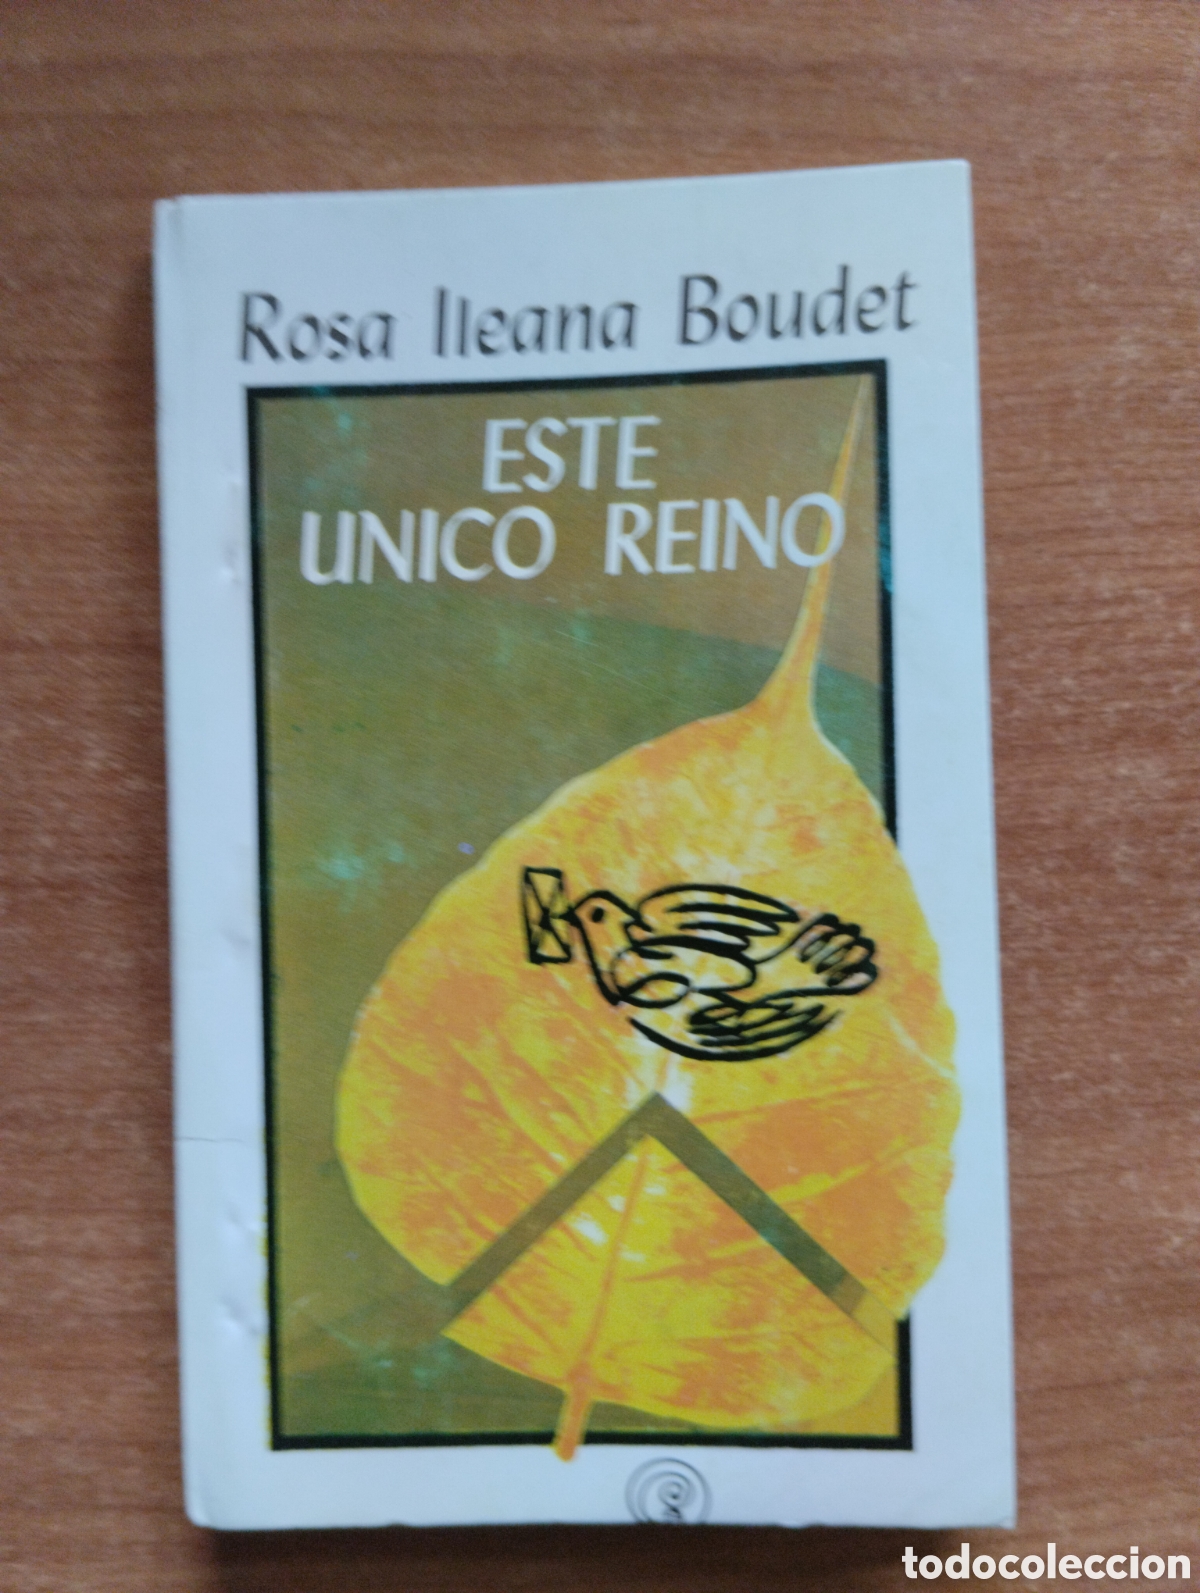 Rosa Ileana Boudet
ESTE
UNICO REINO
todocoleccion